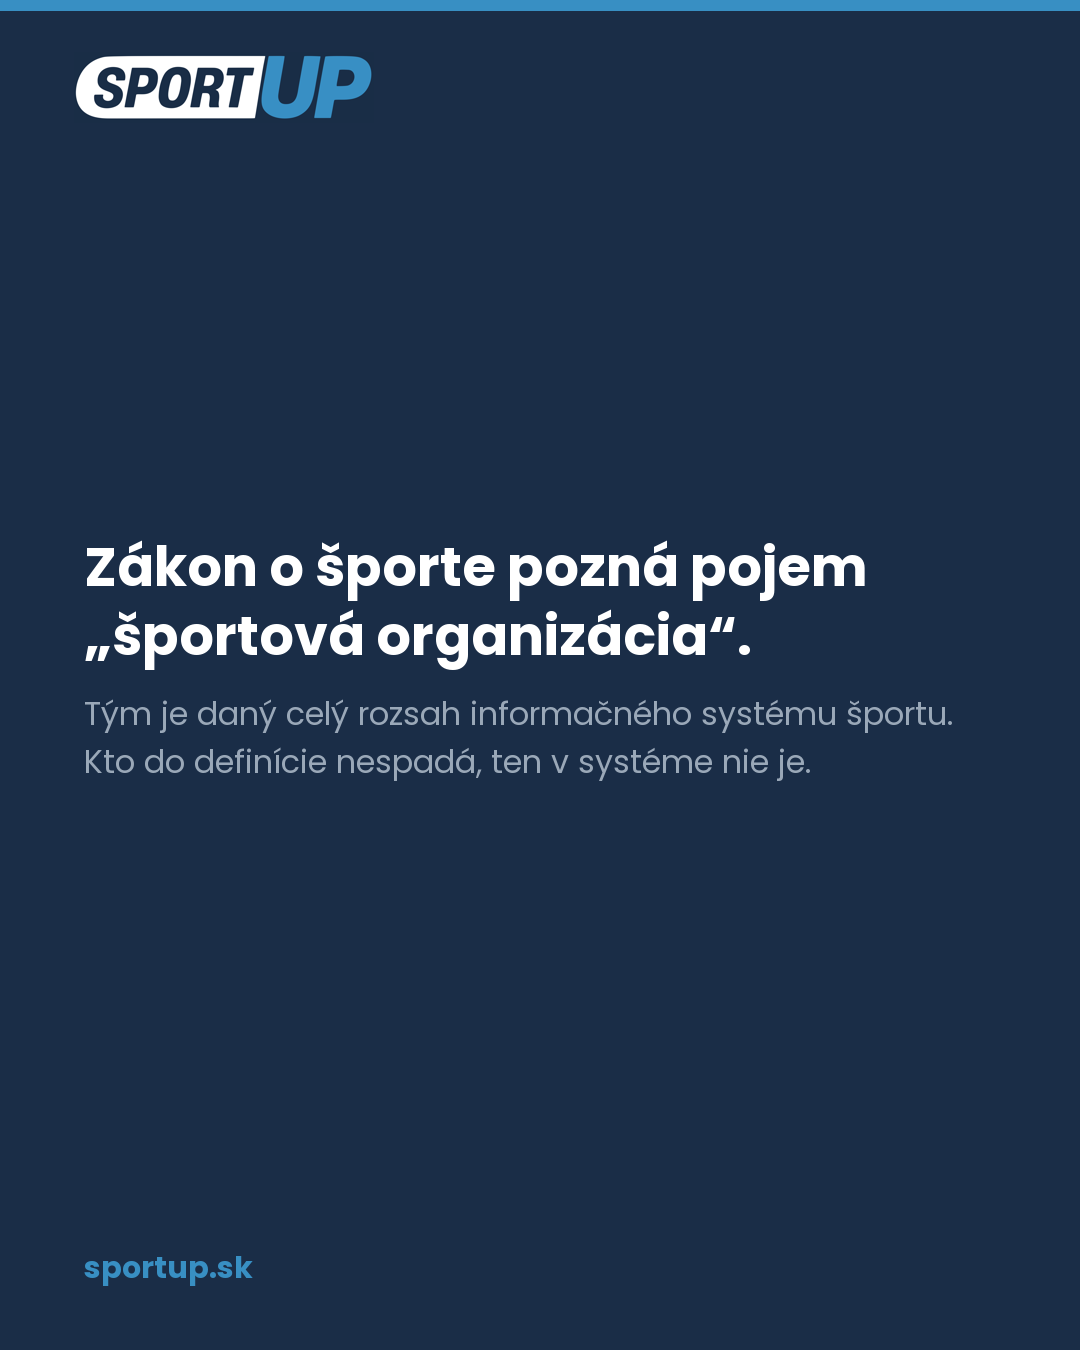 SPORTUP
Zákon o športe pozná pojem
„športová organizácia“.
Tým je daný celý rozsah informačného systému športu.
Kto do definície nespadá, ten v systéme nie je.
sportup.sk